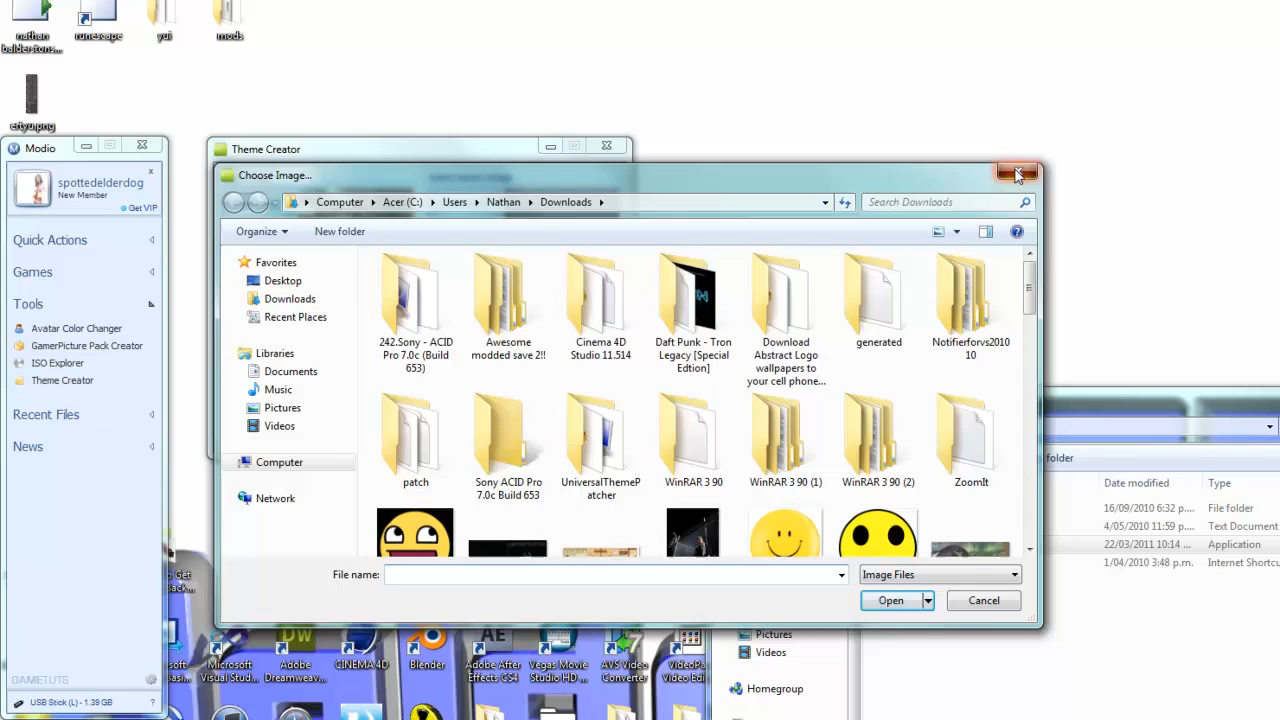 nathan
balderstons...
runescape
yui
mods
ertyu.png
Modio
spottedelderdog
New Member
Get VIP
Quick Actions
Games
Tools
Avatar Color Changer
GamerPicture Pack Creator
ISO Explorer
Theme Creator
Recent Files
News
GAMETUTS
USB Stick (L) - 1.39 GB
?
Theme Creator
Choose Image...
Computer
Acer (C:)
Users
Nathan
Downloads
Search Downloads
Organize
New folder
Favorites
Desktop
Downloads
Recent Places
Libraries
Documents
Music
Pictures
Videos
Computer
Network
242.Sony - ACID
Pro 7.0c (Build
653)
Awesome
modded save 2!!
Cinema 4D
Studio 11.514
Daft Punk - Tron
Legacy [Special
Edtion]
Download
Abstract Logo
wallpapers to
your cell phone...
generated
Notifierforvs2010
10
patch
Sony ACID Pro
7.0c Build 653
UniversalThemeP
atcher
WinRAR 3 90
WinRAR 3 90 (1)
WinRAR 3 90 (2)
ZoomIt
File name:
Image Files
Open
Cancel
folder
Date modified
Type
16/09/2010 6:32 p....
File folder
4/05/2010 11:59 p...
Text Document
22/03/2011 10:14 ...
Application
1/04/2010 3:48 p.m.
Internet Shortcu
Pictures
Videos
Homegroup
Get
Back...
Microsoft
Visual Stud...
Adobe
Dreamweav...
CINEMA 4D
Blender
Adobe After
Effects CS4
Vegas Movie
Studio HD ...
AVS Video
Converter
VideoPa
Video Edi